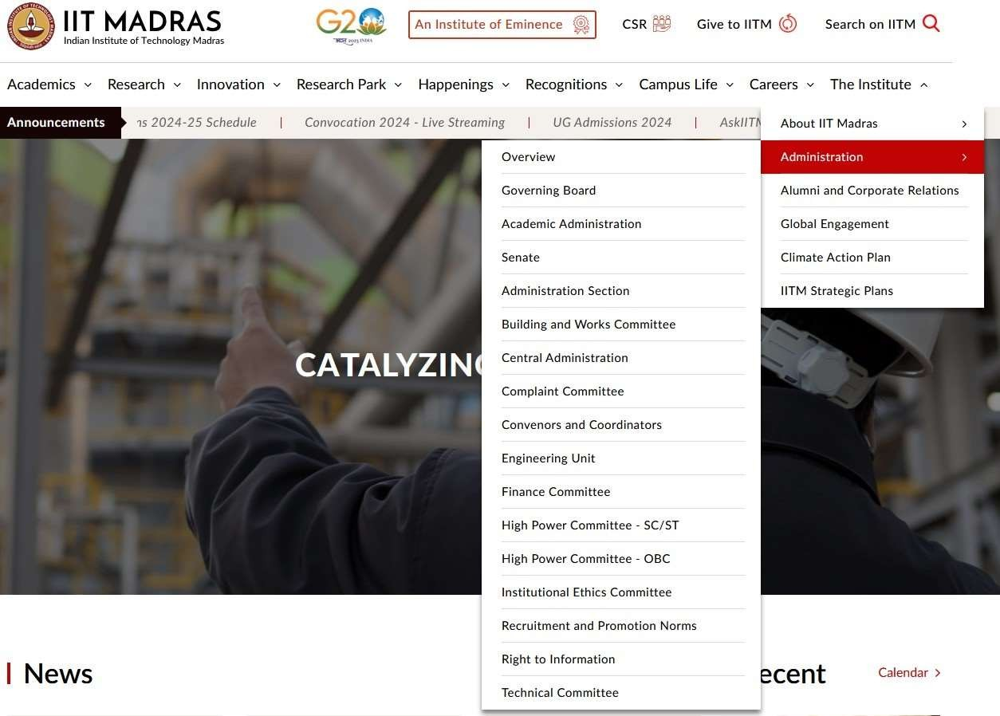 IIT MADRAS
Indian Institute of Technology Madras
G20
2023 INDIA
An Institute of Eminence
CSR
Give to IITM
Search on IITM
Academics
Research
Innovation
Research Park
Happenings
Recognitions
Campus Life
Careers
The Institute
Announcements
2024-25 Schedule
Convocation 2024 - Live Streaming
UG Admissions 2024
About IIT Madras
Administration
Alumni and Corporate Relations
Global Engagement
Climate Action Plan
IITM Strategic Plans
Overview
Governing Board
Academic Administration
Senate
Administration Section
Building and Works Committee
Central Administration
Complaint Committee
Convenors and Coordinators
Engineering Unit
Finance Committee
High Power Committee - SC/ST
High Power Committee - OBC
Institutional Ethics Committee
Recruitment and Promotion Norms
Right to Information
Technical Committee
CATALYZING
News
ecent
Calendar